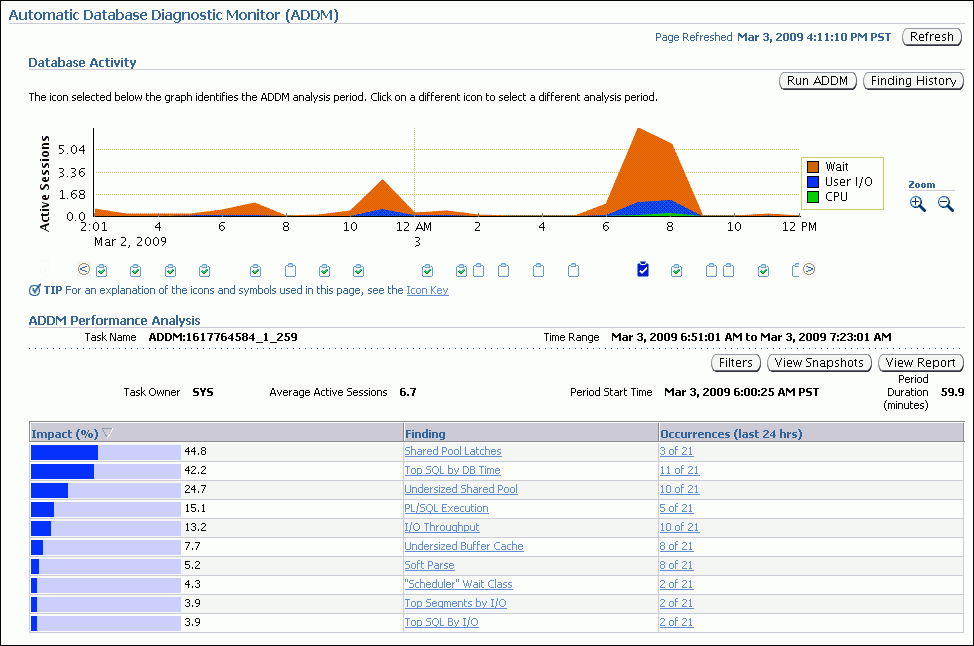 Automatic Database Diagnostic Monitor (ADDM)
Page Refreshed Mar 3, 2009 4:11:10 PM PST Refresh
Database Activity
Run ADDM Finding History
The icon selected below the graph identifies the ADDM analysis period. Click on a different icon to select a different analysis period.
Active Sessions
5.04
3.36
1.68
0.0
Wait
User I/O
CPU
Zoom
2:01 4 6 8 10 12 AM 2 4 6 8 10 12 PM
Mar 2, 2009 3
TIP For an explanation of the icons and symbols used in this page, see the Icon Key
ADDM Performance Analysis
Task Name ADDM:1617764584_1_259 Time Range Mar 3, 2009 6:51:01 AM to Mar 3, 2009 7:23:01 AM
Filters View Snapshots View Report
Task Owner SYS Average Active Sessions 6.7 Period Start Time Mar 3, 2009 6:00:25 AM PST Period
Duration 59.9
(minutes)
Impact (%) Finding Occurrences (last 24 hrs)
44.8 Shared Pool Latches 3 of 21
42.2 Top SQL by DB Time 11 of 21
24.7 Undersized Shared Pool 10 of 21
15.1 PL/SQL Execution 5 of 21
13.2 I/O Throughput 10 of 21
7.7 Undersized Buffer Cache 8 of 21
5.2 Soft Parse 8 of 21
4.3 "Scheduler" Wait Class 2 of 21
3.9 Top Segments by I/O 2 of 21
3.9 Top SQL By I/O 2 of 21